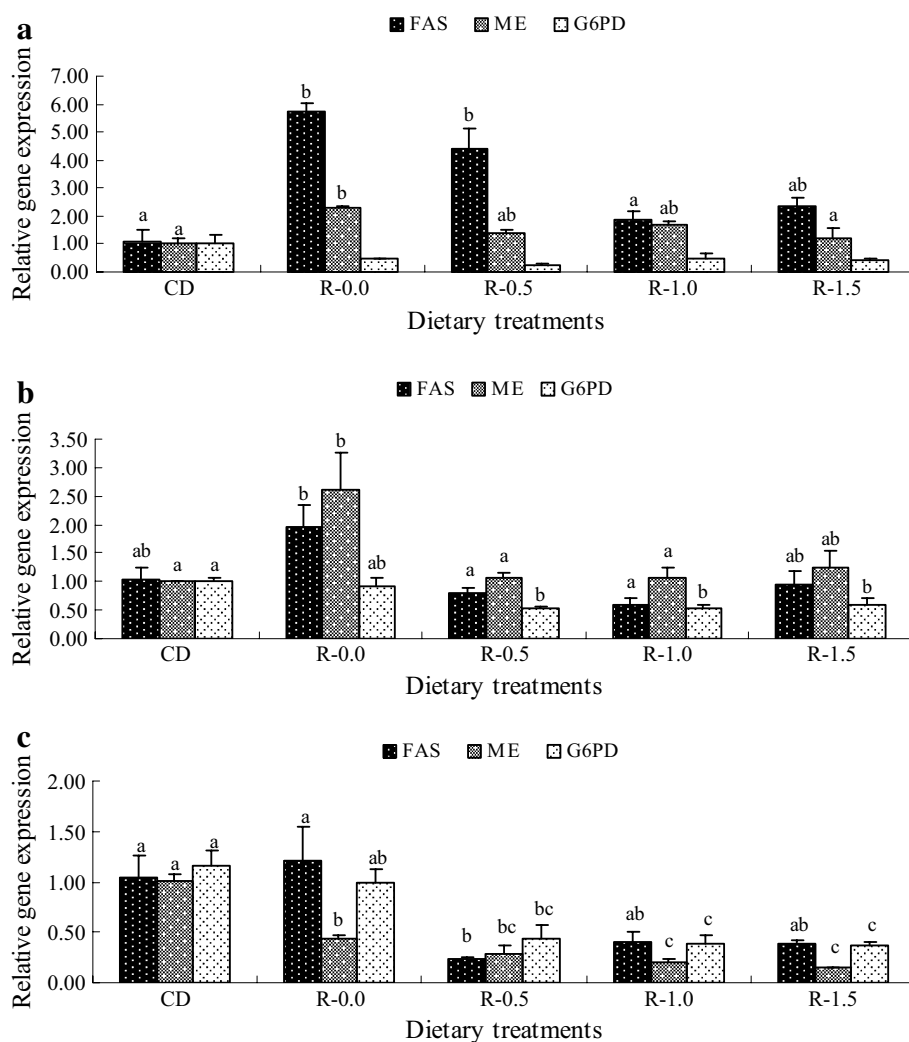 a
FAS ME G6PD
Relative gene expression
7.00
6.00
5.00
4.00
3.00
2.00
1.00
0.00
a a
b b
b ab
a ab
ab a
CD R-0.0 R-0.5 R-1.0 R-1.5
Dietary treatments
b
FAS ME G6PD
Relative gene expression
3.50
3.00
2.50
2.00
1.50
1.00
0.50
0.00
ab a a
b b ab
a a b
a a b
ab ab b
CD R-0.0 R-0.5 R-1.0 R-1.5
Dietary treatments
c
FAS ME G6PD
Relative gene expression
2.00
1.50
1.00
0.50
0.00
a a a
a b ab
b bc bc
ab c c
ab c c
CD R-0.0 R-0.5 R-1.0 R-1.5
Dietary treatments